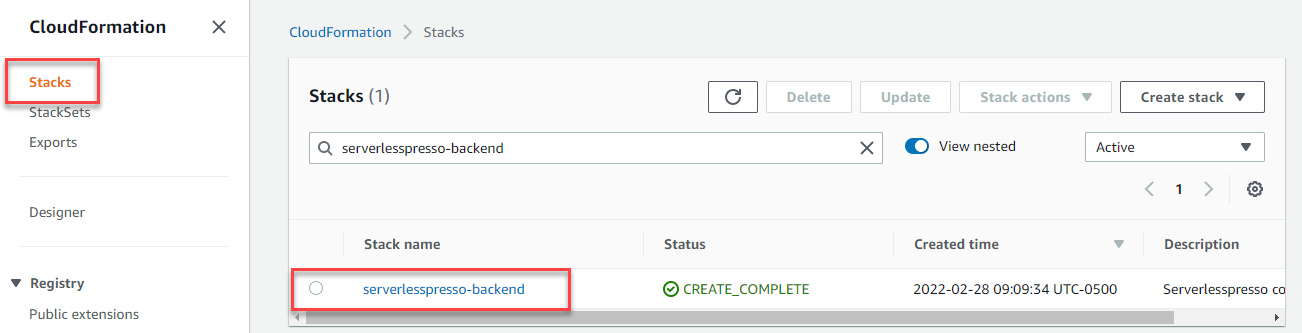 CloudFormation
Stacks
StackSets
Exports
Designer
Registry
Public extensions
CloudFormation > Stacks
Stacks (1)
Delete
Update
Stack actions
Create stack
serverlesspresso-backend
View nested
Active
1
Stack name Status Created time Description
serverlesspresso-backend CREATE_COMPLETE 2022-02-28 09:09:34 UTC-0500 Serverlesspresso co